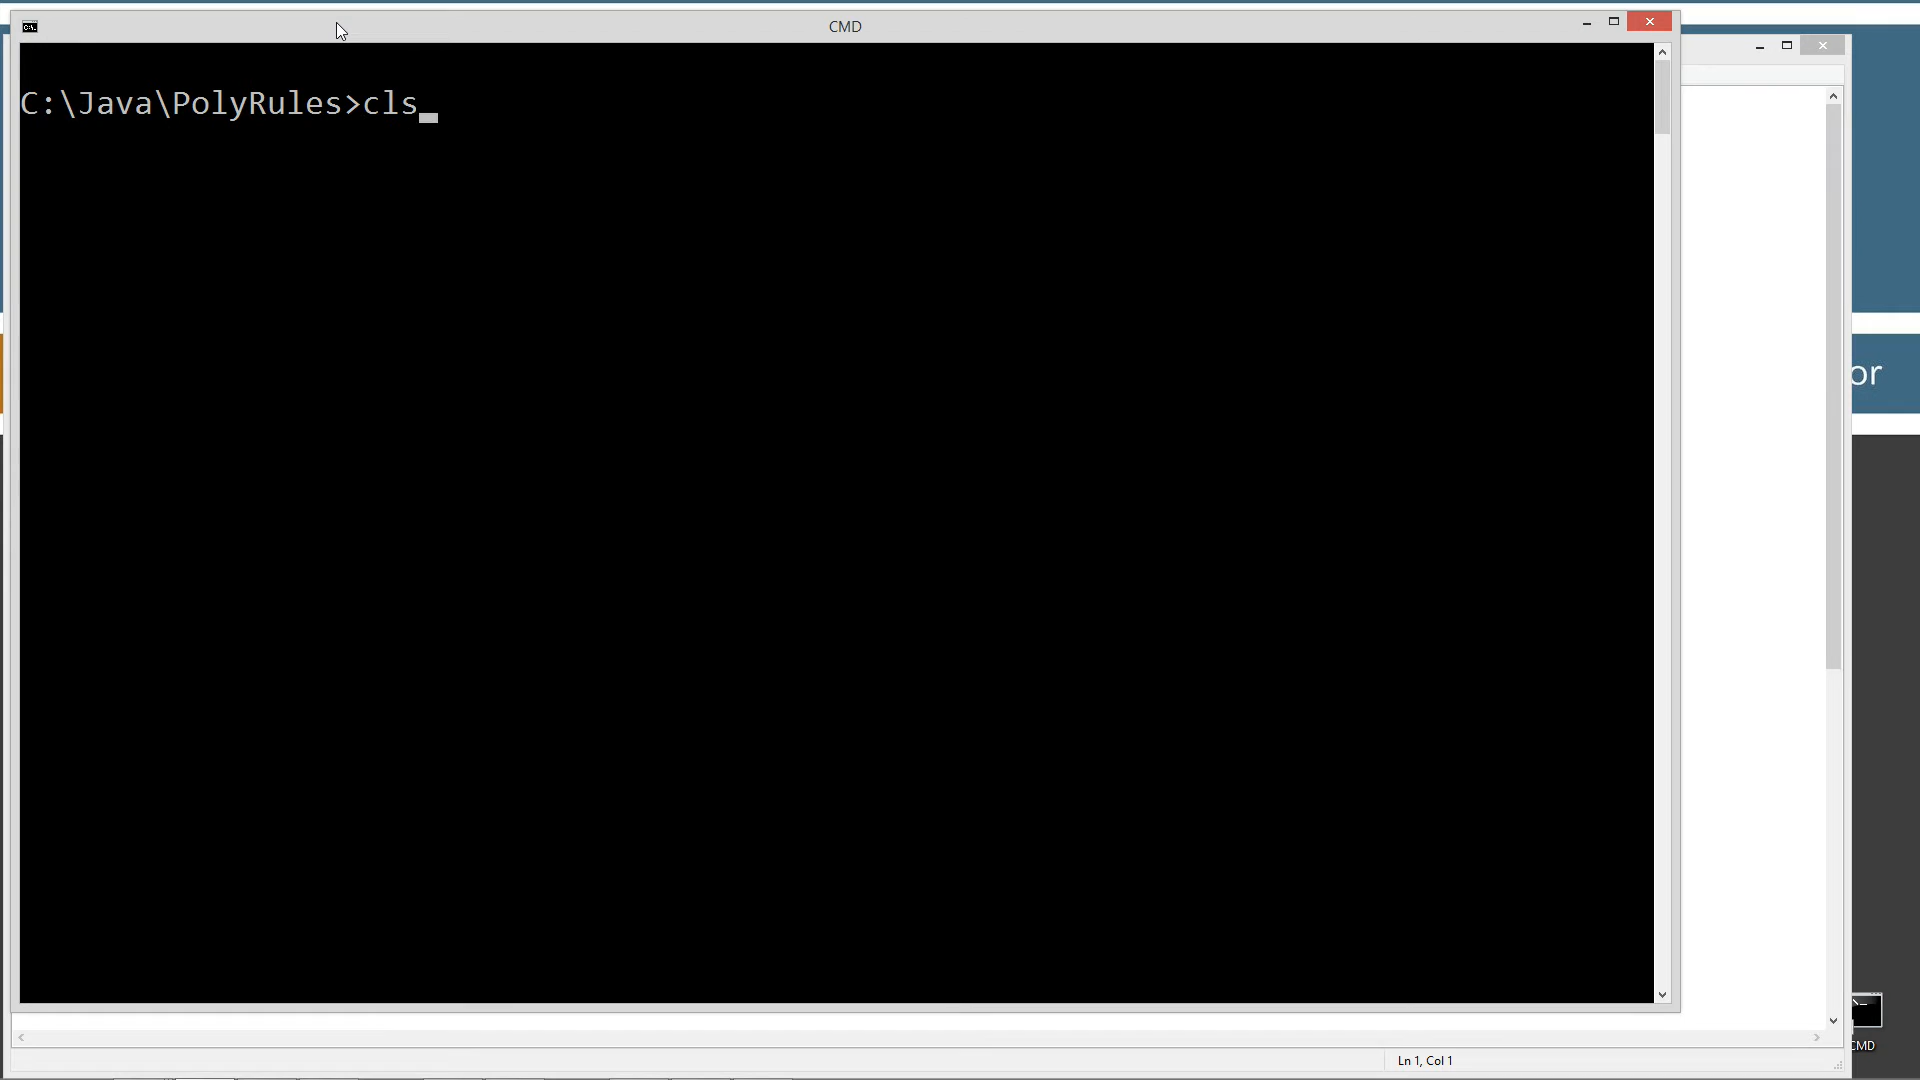 CMD
C:\Java\PolyRules>cls
or
CMD
Ln 1, Col 1